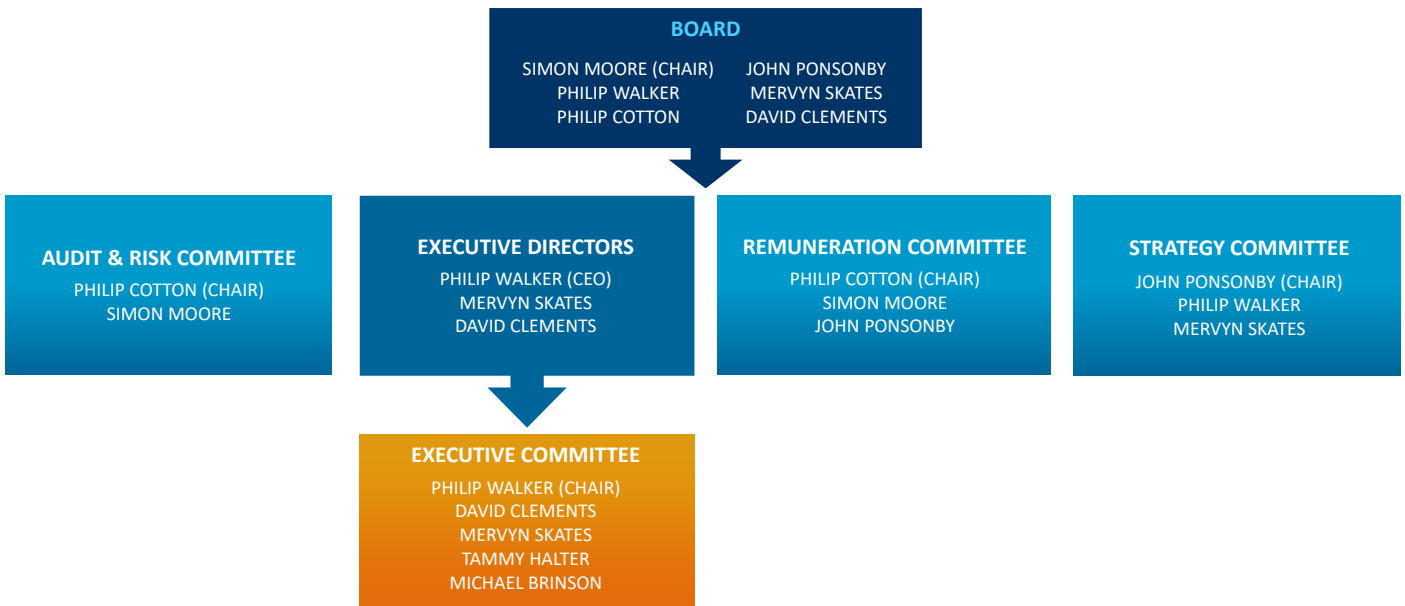 BOARD
SIMON MOORE (CHAIR)
PHILIP WALKER
PHILIP COTTON
JOHN PONSONBY
MERVYN SKATES
DAVID CLEMENTS
AUDIT & RISK COMMITTEE
PHILIP COTTON (CHAIR)
SIMON MOORE
EXECUTIVE DIRECTORS
PHILIP WALKER (CEO)
MERVYN SKATES
DAVID CLEMENTS
REMUNERATION COMMITTEE
PHILIP COTTON (CHAIR)
SIMON MOORE
JOHN PONSONBY
STRATEGY COMMITTEE
JOHN PONSONBY (CHAIR)
PHILIP WALKER
MERVYN SKATES
EXECUTIVE COMMITTEE
PHILIP WALKER (CHAIR)
DAVID CLEMENTS
MERVYN SKATES
TAMMY HALTER
MICHAEL BRINSON